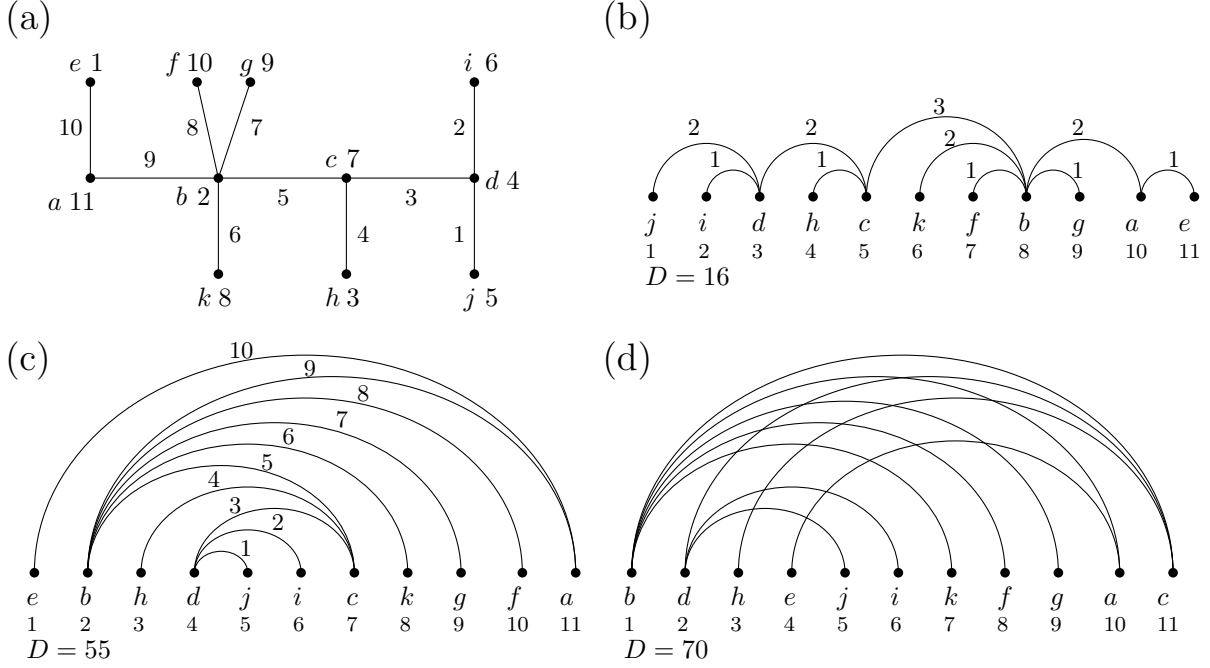 (a)
e 1
f 10
g 9
i 6
10
8
7
2
9
c 7
a 11
b 2
5
3
d 4
6
4
1
k 8
h 3
j 5
(b)
2
1
2
1
3
2
1
1
2
1
j i d h c k f b g a e
1 2 3 4 5 6 7 8 9 10 11
D = 16
(c)
10
9
8
7
6
5
4
3
2
1
e b h d j i c k g f a
1 2 3 4 5 6 7 8 9 10 11
D = 55
(d)
b d h e j i k f g a c
1 2 3 4 5 6 7 8 9 10 11
D = 70